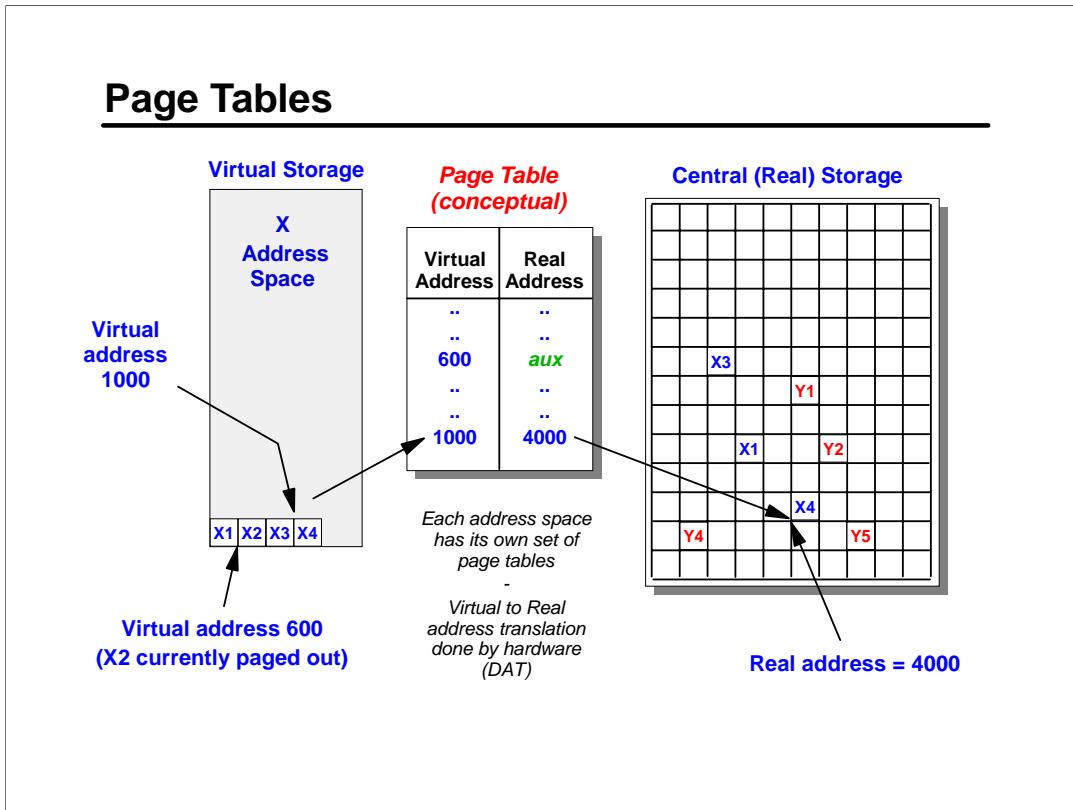 Page Tables
Virtual Storage
X
Address
Space
Virtual
address
1000
X1 X2 X3 X4
Virtual address 600
(X2 currently paged out)
Page Table
(conceptual)
Virtual Address Real Address
.. ..
.. ..
600 aux
.. ..
.. ..
1000 4000
Each address space
has its own set of
page tables
-
Virtual to Real
address translation
done by hardware
(DAT)
Central (Real) Storage
X3
Y1
X1 Y2
X4
Y4 Y5
Real address = 4000